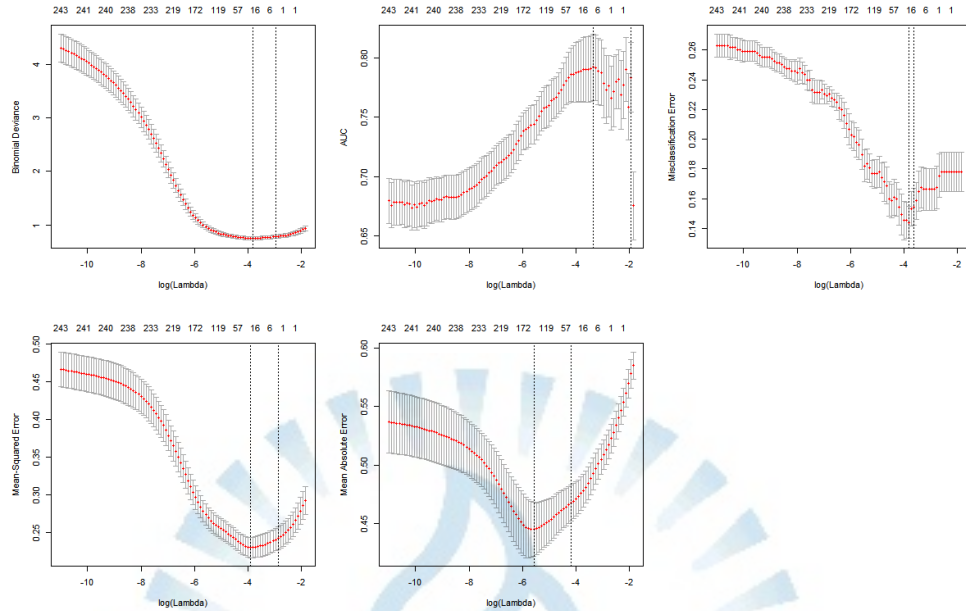 243 241 240 238 233 219 172 119 57 16 6 1 1
Binomial Deviance
4
3
2
1
-10 -8 -6 -4 -2
log(Lambda)
243 241 240 238 233 219 172 119 57 16 6 1 1
AUC
0.80
0.75
0.70
0.65
-10 -8 -6 -4 -2
log(Lambda)
243 241 240 238 233 219 172 119 57 16 6 1 1
Misclassification Error
0.26
0.24
0.22
0.20
0.18
0.16
0.14
-10 -8 -6 -4 -2
log(Lambda)
243 241 240 238 233 219 172 119 57 16 6 1 1
Mean-Squared Error
0.50
0.45
0.40
0.35
0.30
0.25
-10 -8 -6 -4 -2
log(Lambda)
243 241 240 238 233 219 172 119 57 16 6 1 1
Mean Absolute Error
0.60
0.55
0.50
0.45
-10 -8 -6 -4 -2
log(Lambda)